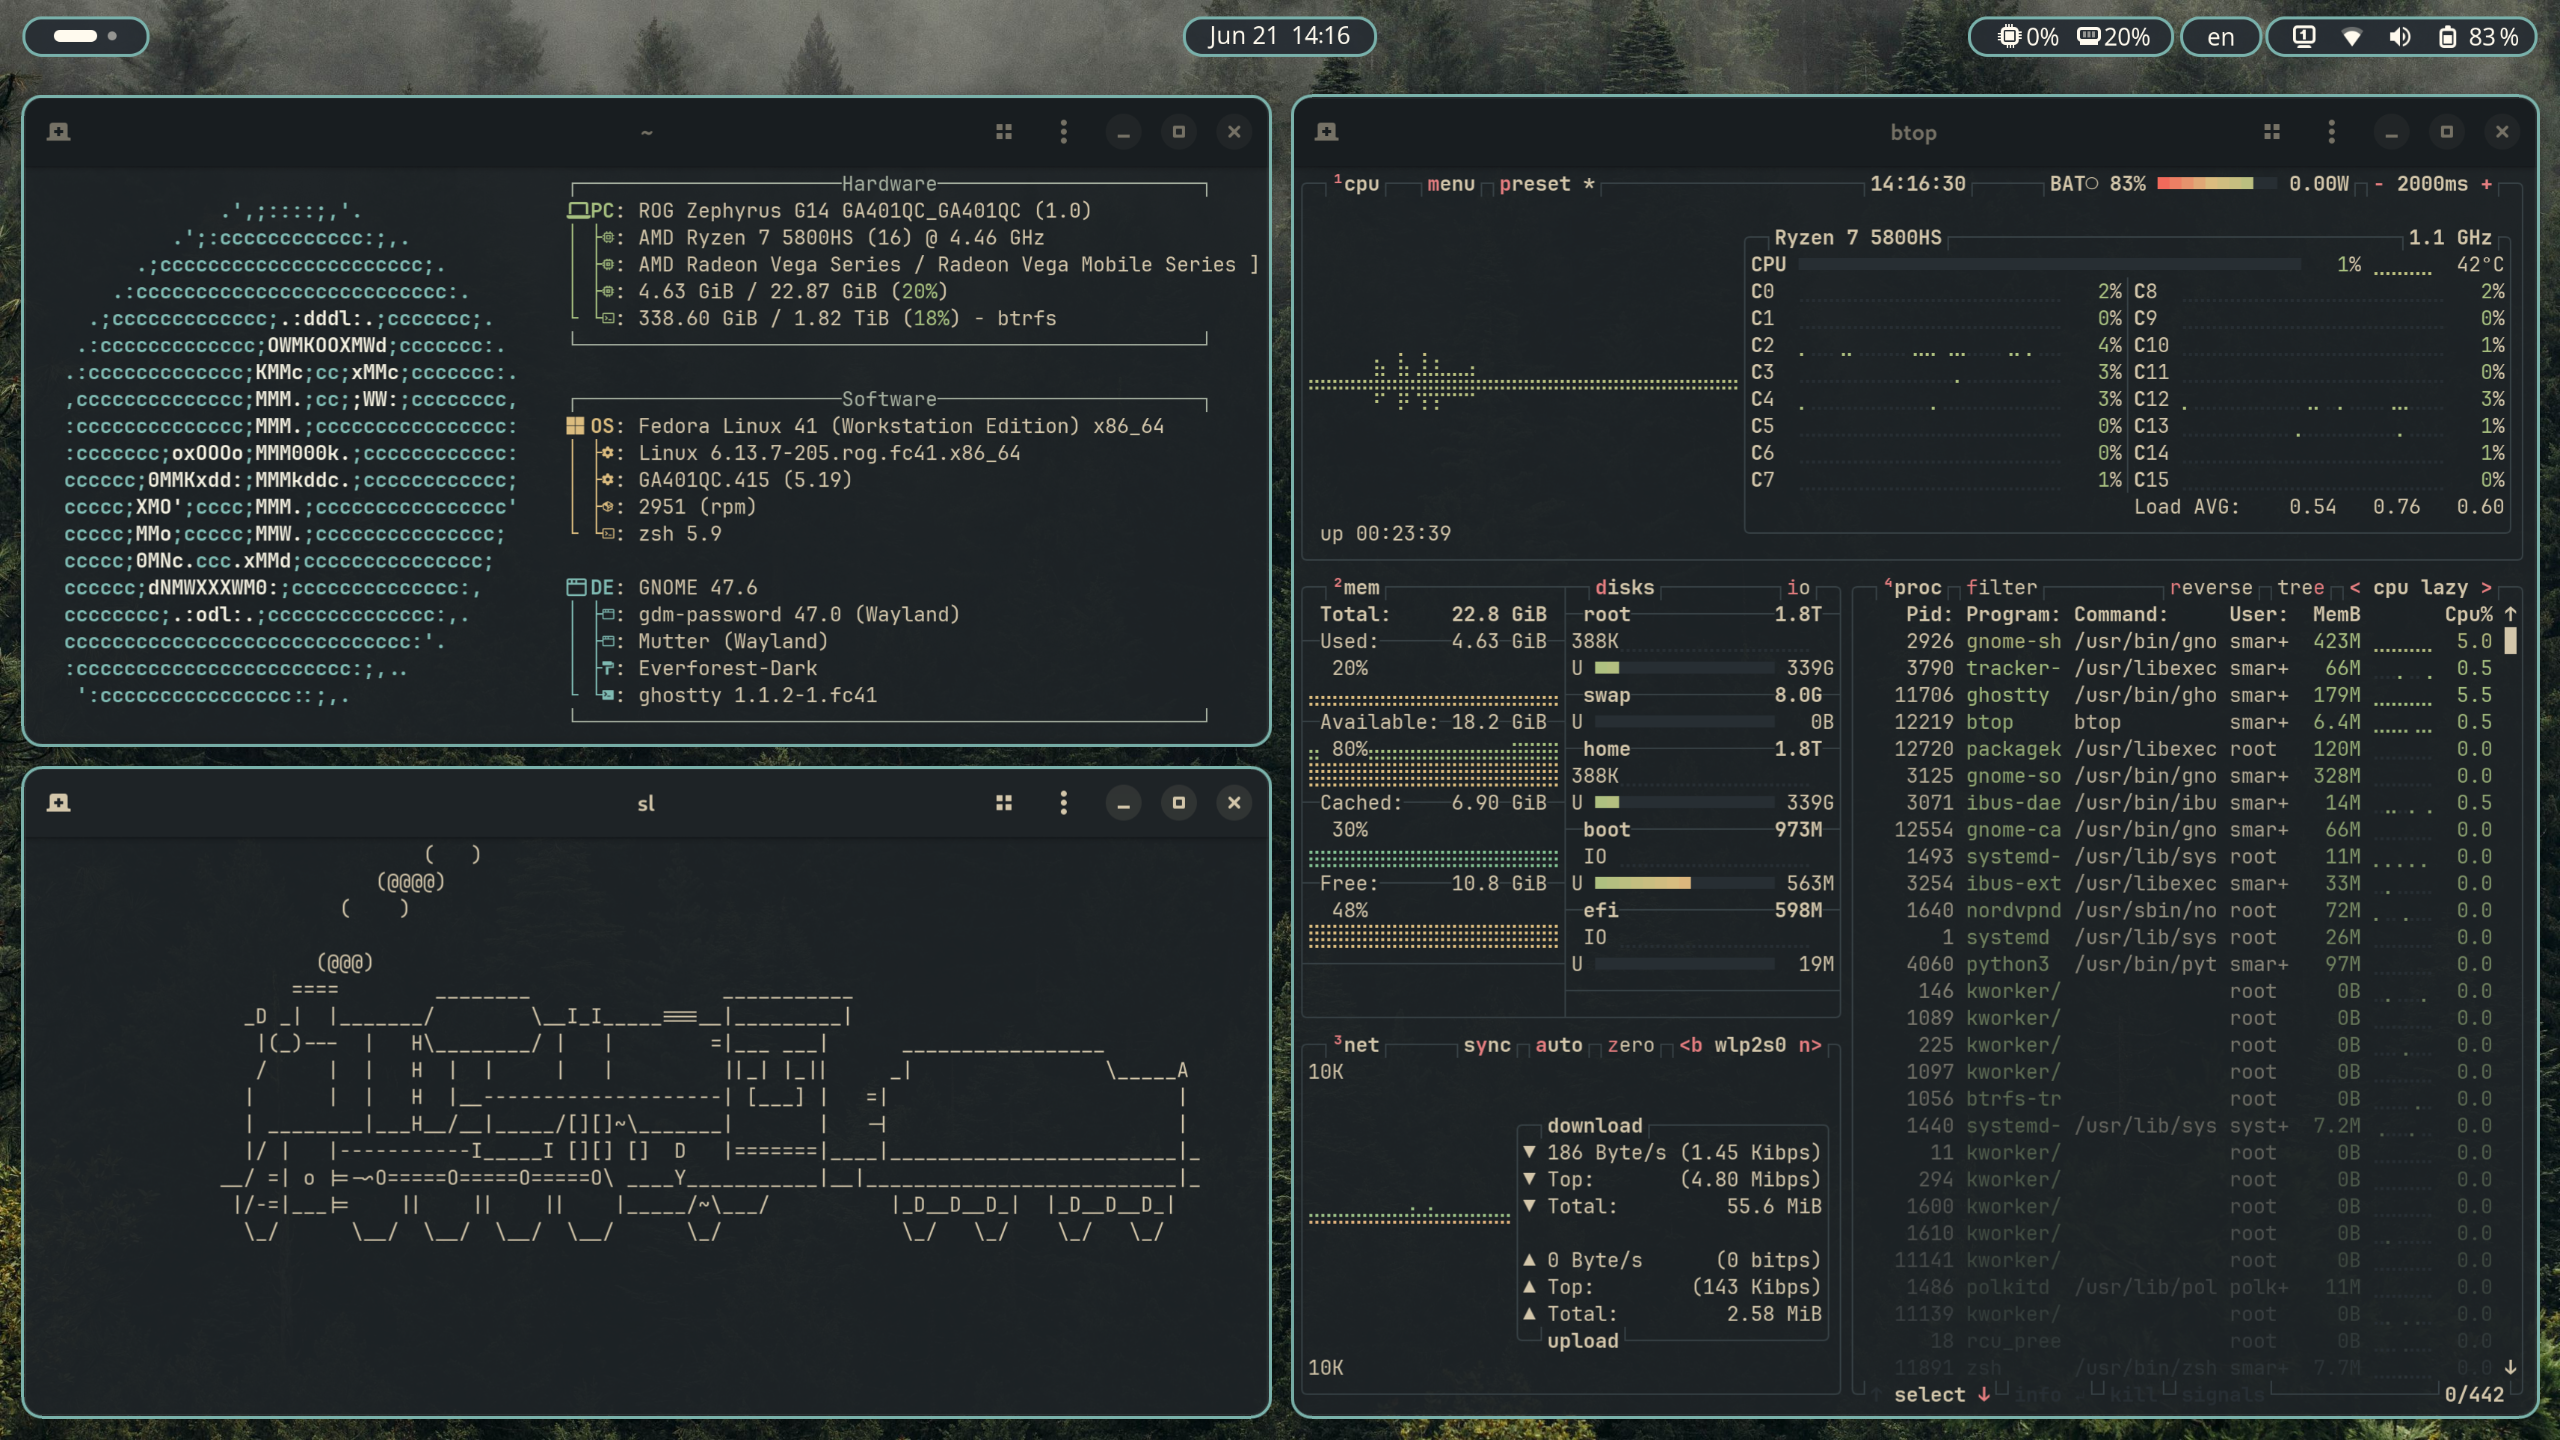 Jun 21 14:16
0% 20%
en
83%
~
Hardware
PC: ROG Zephyrus G14 GA401QC_GA401QC (1.0)
: AMD Ryzen 7 5800HS (16) @ 4.46 GHz
: AMD Radeon Vega Series / Radeon Vega Mobile Series ]
: 4.63 GiB / 22.87 GiB (20%)
: 338.60 GiB / 1.82 TiB (18%) - btrfs
Software
OS: Fedora Linux 41 (Workstation Edition) x86_64
: Linux 6.13.7-205.rog.fc41.x86_64
: GA401QC.415 (5.19)
: 2951 (rpm)
: zsh 5.9
DE: GNOME 47.6
: gdm-password 47.0 (Wayland)
: Mutter (Wayland)
: Everforest-Dark
: ghostty 1.1.2-1.fc41
sl
btop
1cpu menu preset * 14:16:30 BAT 83% 0.00W - 2000ms +
Ryzen 7 5800HS 1.1 GHz
CPU 1% 42°C
C0 2% C8 2%
C1 0% C9 0%
C2 4% C10 1%
C3 3% C11 0%
C4 3% C12 3%
C5 0% C13 1%
C6 0% C14 1%
C7 1% C15 0%
Load AVG: 0.54 0.76 0.60
up 00:23:39
2mem
Total: 22.8 GiB
Used: 4.63 GiB
20%
Available: 18.2 GiB
80%
Cached: 6.90 GiB
30%
Free: 10.8 GiB
48%
disks io
root 1.8T
388K
U 339G
swap 8.0G
U 0B
home 1.8T
388K
U 339G
boot 973M
IO
U 563M
efi 598M
IO
U 19M
3net sync auto zero <b wlp2s0 n>
10K
download
▼ 186 Byte/s (1.45 Kibps)
▼ Top: (4.80 Mibps)
▼ Total: 55.6 MiB
▲ 0 Byte/s (0 bitps)
▲ Top: (143 Kibps)
▲ Total: 2.58 MiB
upload
10K
4proc filter reverse tree < cpu lazy >
Pid: Program: Command: User: MemB Cpu% ↑
2926 gnome-sh /usr/bin/gno smar+ 423M 5.0
3790 tracker- /usr/libexec smar+ 66M 0.5
11706 ghostty /usr/bin/gho smar+ 179M 5.5
12219 btop btop smar+ 6.4M 0.5
12720 packagek /usr/libexec root 120M 0.0
3125 gnome-so /usr/bin/gno smar+ 328M 0.0
3071 ibus-dae /usr/bin/ibu smar+ 14M 0.5
12554 gnome-ca /usr/bin/gno smar+ 66M 0.0
1493 systemd- /usr/lib/sys root 11M 0.0
3254 ibus-ext /usr/libexec smar+ 33M 0.0
1640 nordvpnd /usr/sbin/no root 72M 0.0
1 systemd /usr/lib/sys root 26M 0.0
4060 python3 /usr/bin/pyt smar+ 97M 0.0
146 kworker/ root 0B 0.0
1089 kworker/ root 0B 0.0
225 kworker/ root 0B 0.0
1097 kworker/ root 0B 0.0
1056 btrfs-tr root 0B 0.0
1440 systemd- /usr/lib/sys syst+ 7.2M 0.0
11 kworker/ root 0B 0.0
294 kworker/ root 0B 0.0
1600 kworker/ root 0B 0.0
1610 kworker/ root 0B 0.0
11141 kworker/ root 0B 0.0
1486 polkitd /usr/lib/pol polk+ 11M 0.0
11139 kworker/ root 0B 0.0
18 rcu_pree root 0B 0.0
11891 zsh /usr/bin/zsh smar+ 7.7M 0.0 ↓
↑ select ↓ info kill signals 0/442